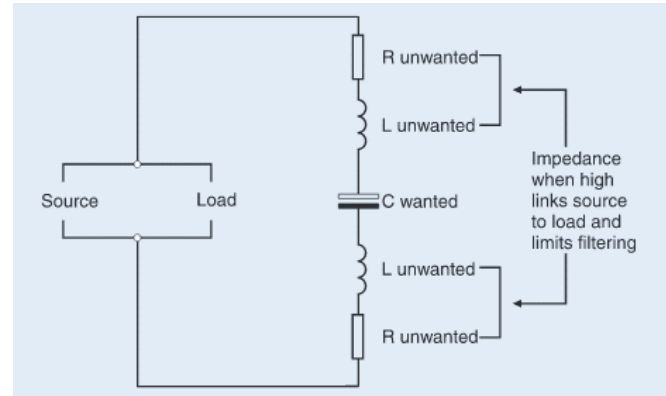 R unwanted
L unwanted
Source
Load
C wanted
Impedance
when high
links source
to load and
limits filtering
L unwanted
R unwanted